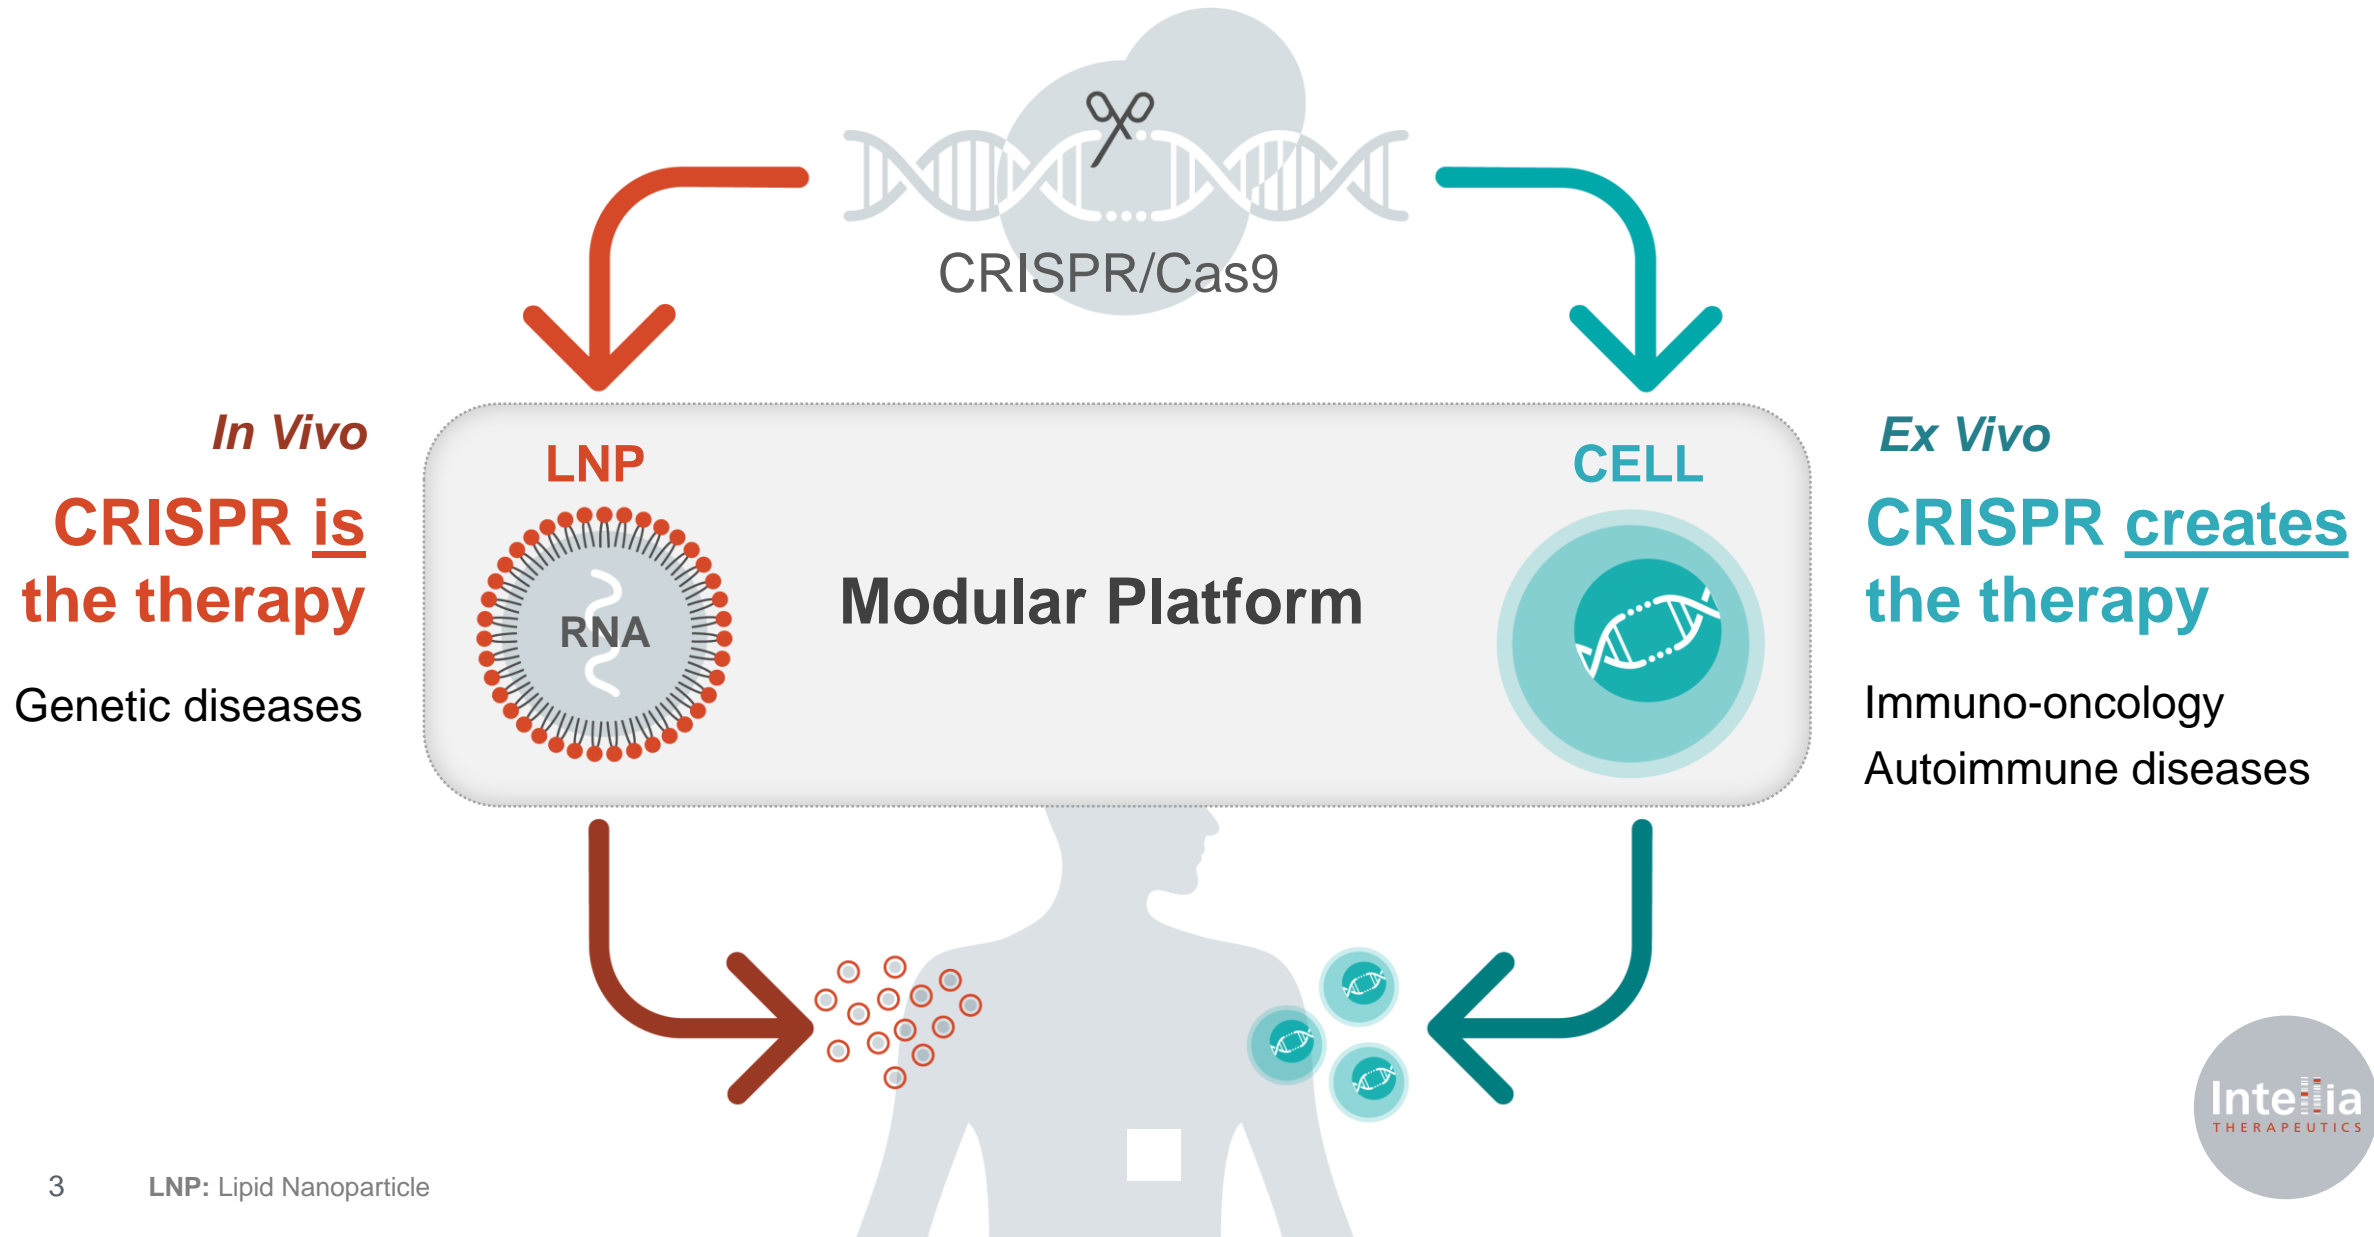 CRISPR/Cas9
In Vivo
CRISPR is
the therapy
Genetic diseases
LNP
RNA
Modular Platform
CELL
Ex Vivo
CRISPR creates
the therapy
Immuno-oncology
Autoimmune diseases
Intellia
THERAPEUTICS
3
LNP: Lipid Nanoparticle